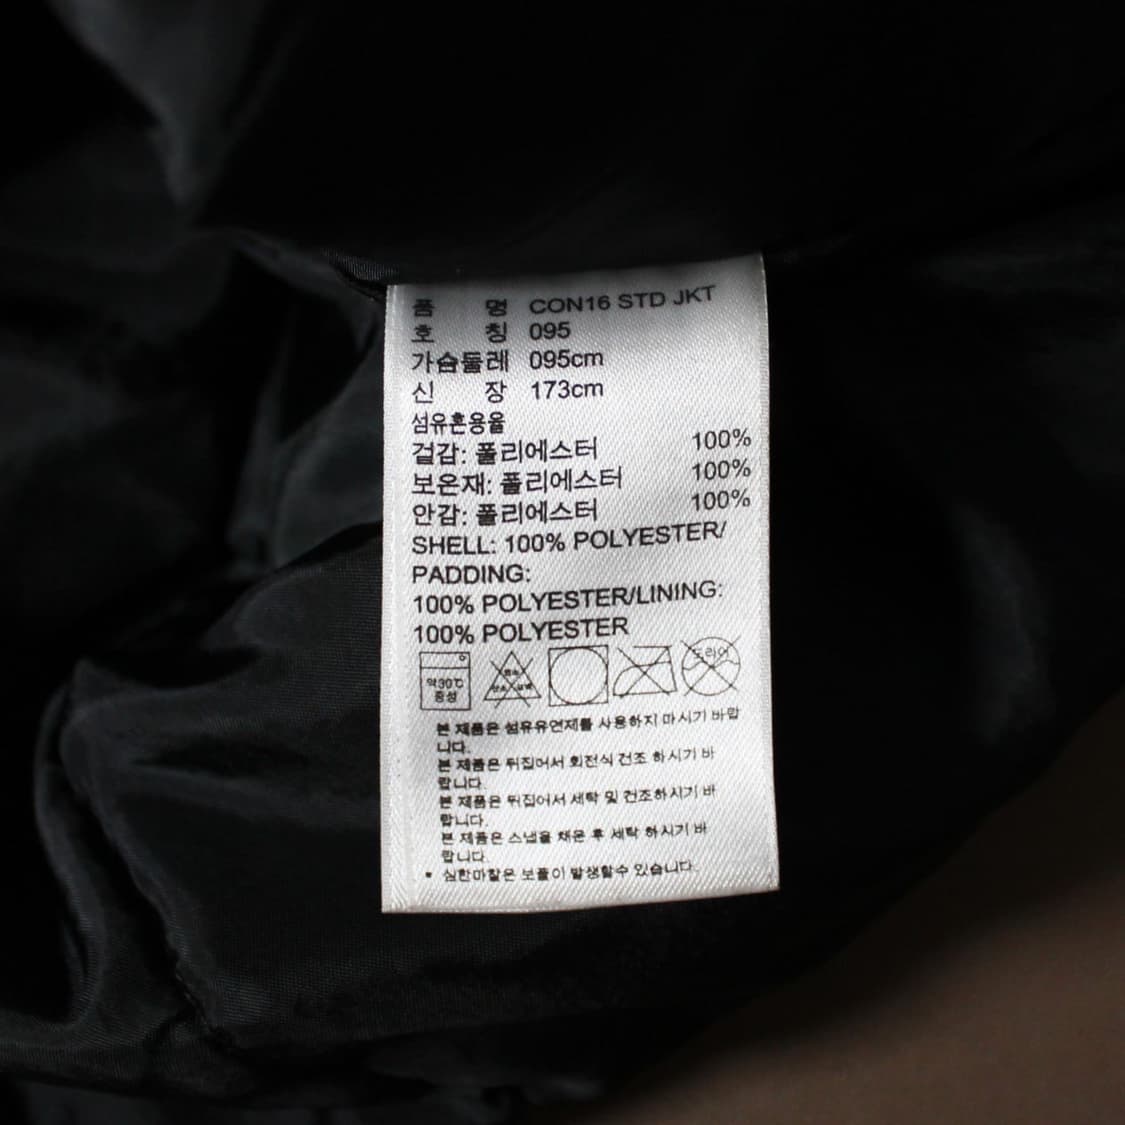 품 명 CON16 STD JKT
호 칭 095
가슴둘레 095cm
신 장 173cm
섬유혼용율
겉감: 폴리에스터 100%
보온재: 폴리에스터 100%
안감: 폴리에스터 100%
SHELL: 100% POLYESTER/
PADDING:
100% POLYESTER/LINING:
100% POLYESTER
약30℃
중성
염소
산소
드라이
본 제품은 섬유유연제를 사용하지 마시기 바랍
니다.
본 제품은 뒤집어서 회전식 건조 하시기 바
랍니다.
본 제품은 뒤집어서 세탁 및 건조하시기 바
랍니다.
본 제품은 스냅을 채운 후 세탁 하시기 바
랍니다.
• 심한마찰은 보풀이 발생할수 있습니다.